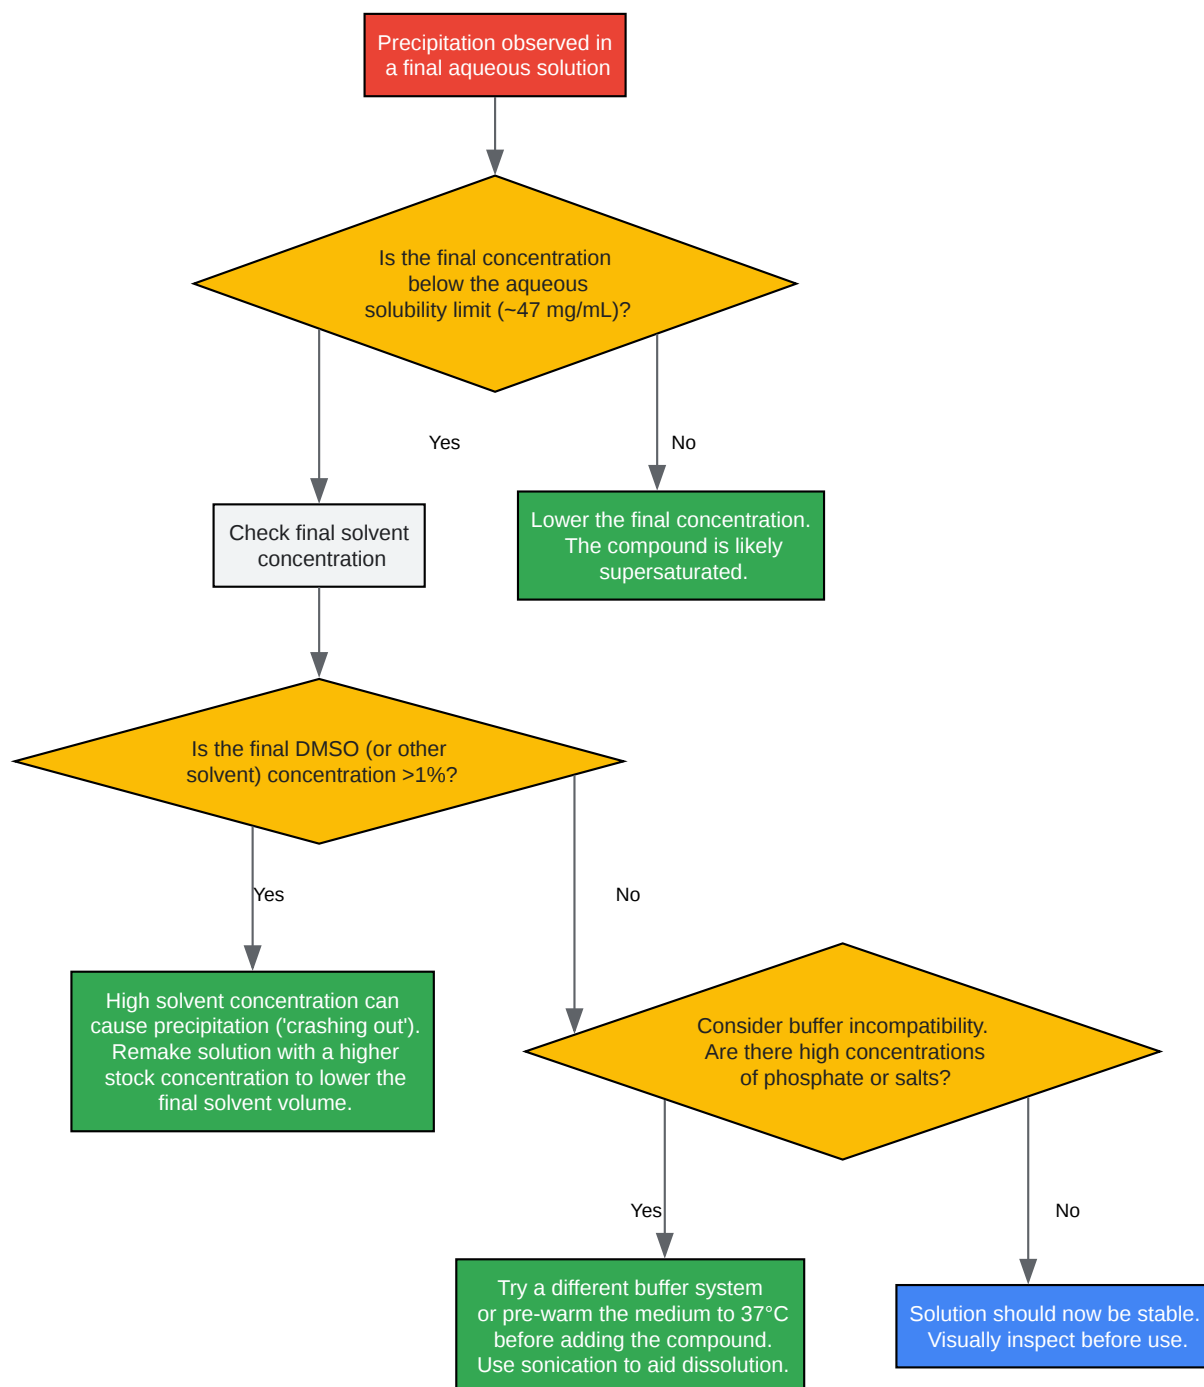 Precipitation observed in
a final aqueous solution
Is the final concentration
below the aqueous
solubility limit (~47 mg/mL)?
Yes
No
Check final solvent
concentration
Lower the final concentration.
The compound is likely
supersaturated.
Is the final DMSO (or other
solvent) concentration >1%?
Yes
No
High solvent concentration can
cause precipitation ('crashing out').
Remake solution with a higher
stock concentration to lower the
final solvent volume.
Consider buffer incompatibility.
Are there high concentrations
of phosphate or salts?
Yes
No
Try a different buffer system
or pre-warm the medium to 37°C
before adding the compound.
Use sonication to aid dissolution.
Solution should now be stable.
Visually inspect before use.